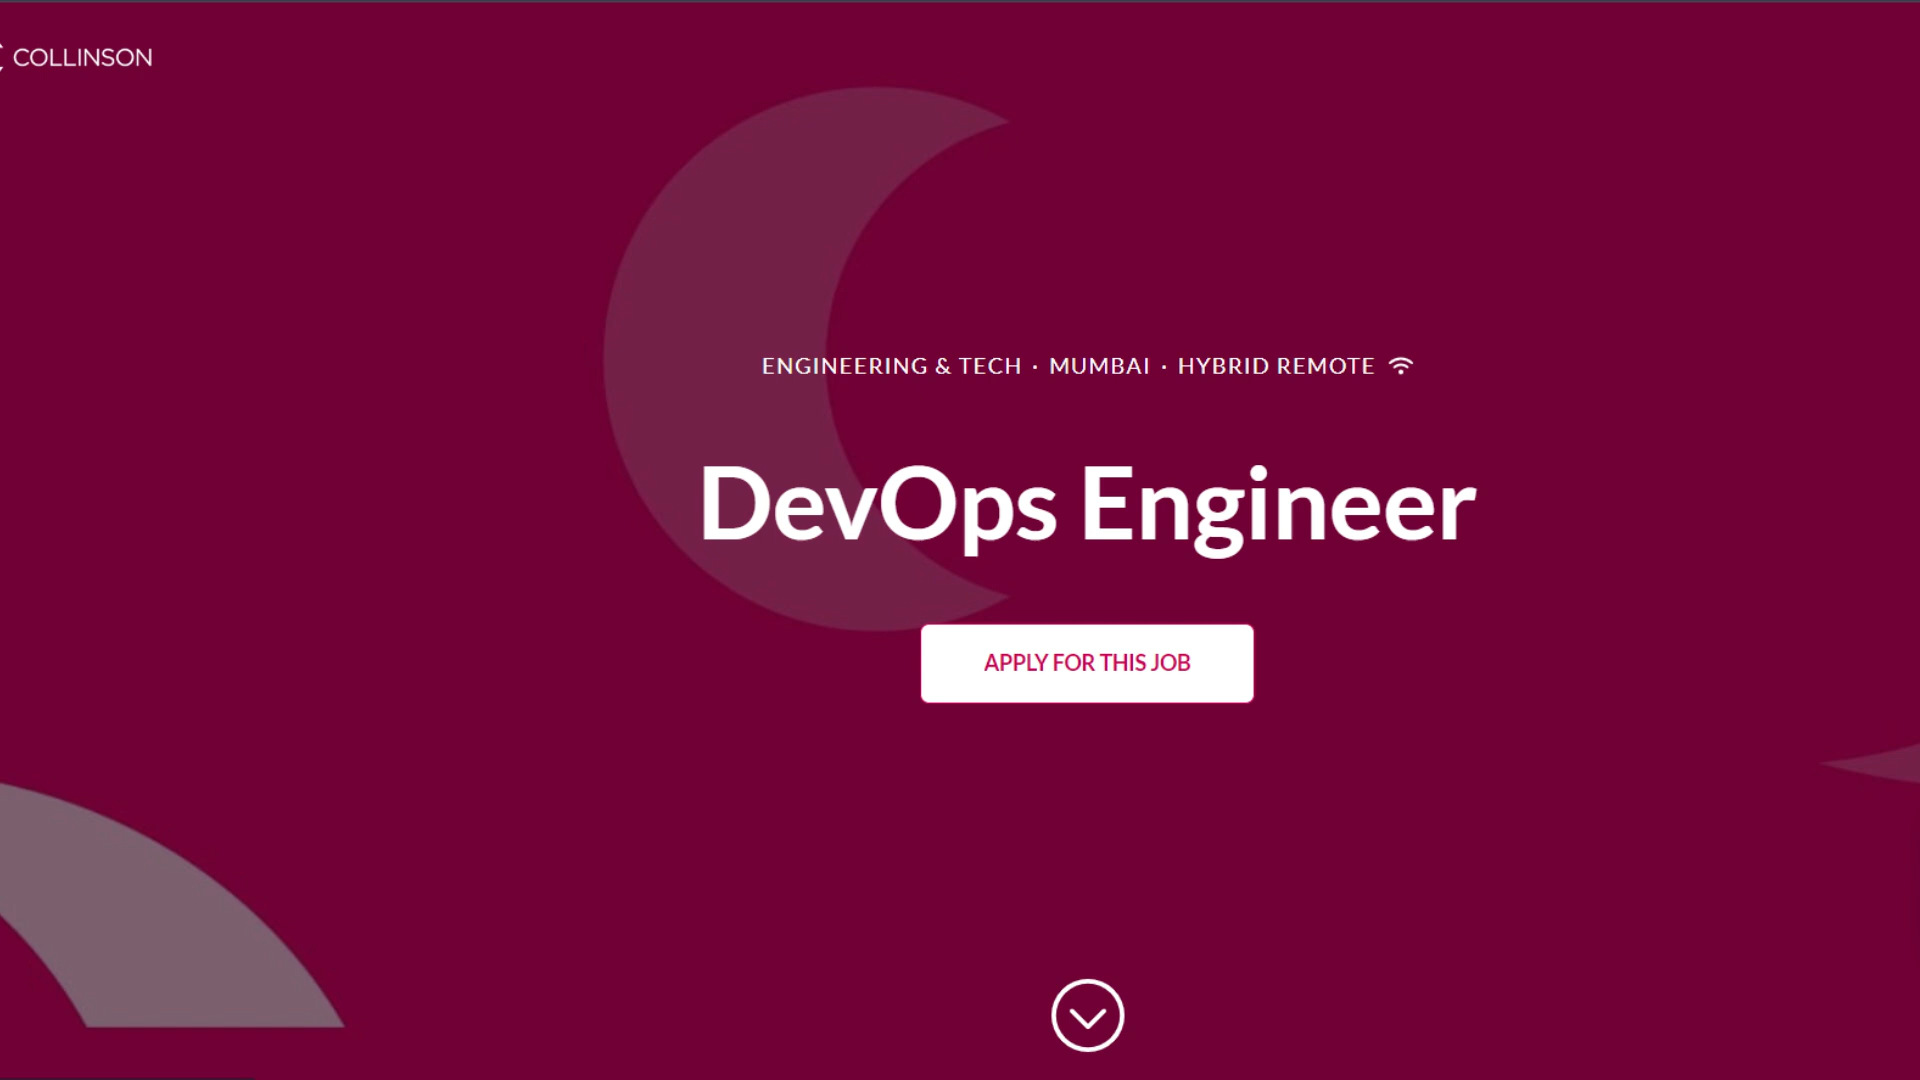 COLLINSON
ENGINEERING & TECH · MUMBAI · HYBRID REMOTE
DevOps Engineer
APPLY FOR THIS JOB